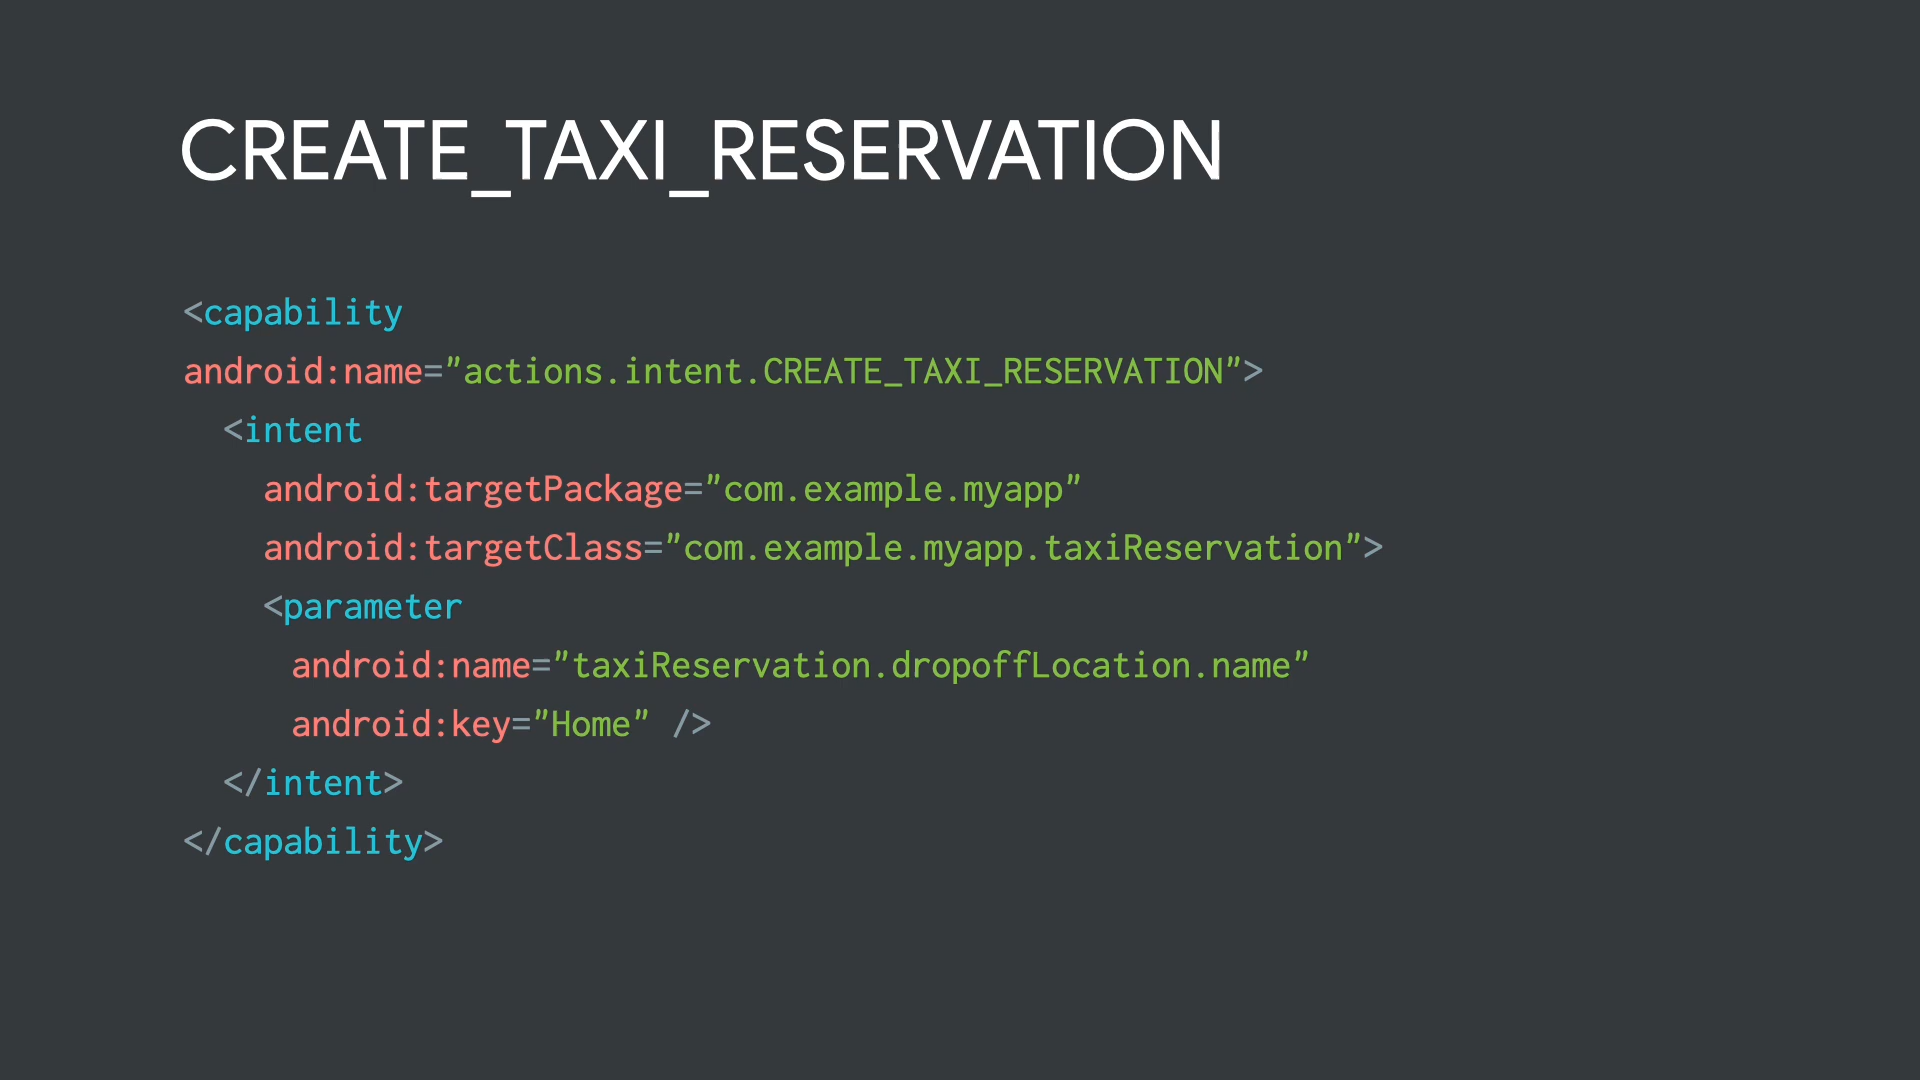 CREATE_TAXI_RESERVATION
<capability
android:name="actions.intent.CREATE_TAXI_RESERVATION">
<intent
android:targetPackage="com.example.myapp"
android:targetClass="com.example.myapp.taxiReservation">
<parameter
android:name="taxiReservation.dropoffLocation.name"
android:key="Home" />
</intent>
</capability>